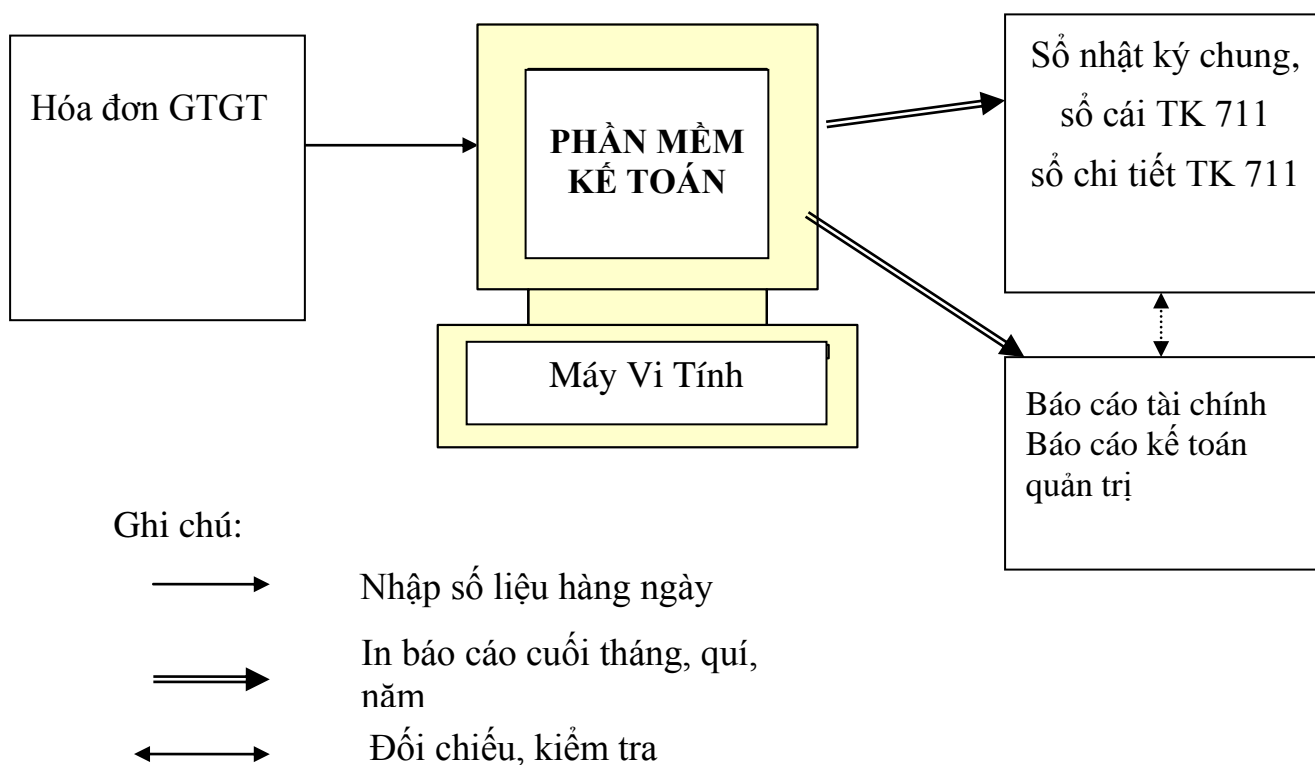 Hóa đơn GTGT
PHẦN MỀM
KẾ TOÁN
Máy Vi Tính
Sổ nhật ký chung,
sổ cái TK 711
sổ chi tiết TK 711
Báo cáo tài chính
Báo cáo kế toán
quản trị
Ghi chú:
Nhập số liệu hàng ngày
In báo cáo cuối tháng, quí,
năm
Đối chiếu, kiểm tra